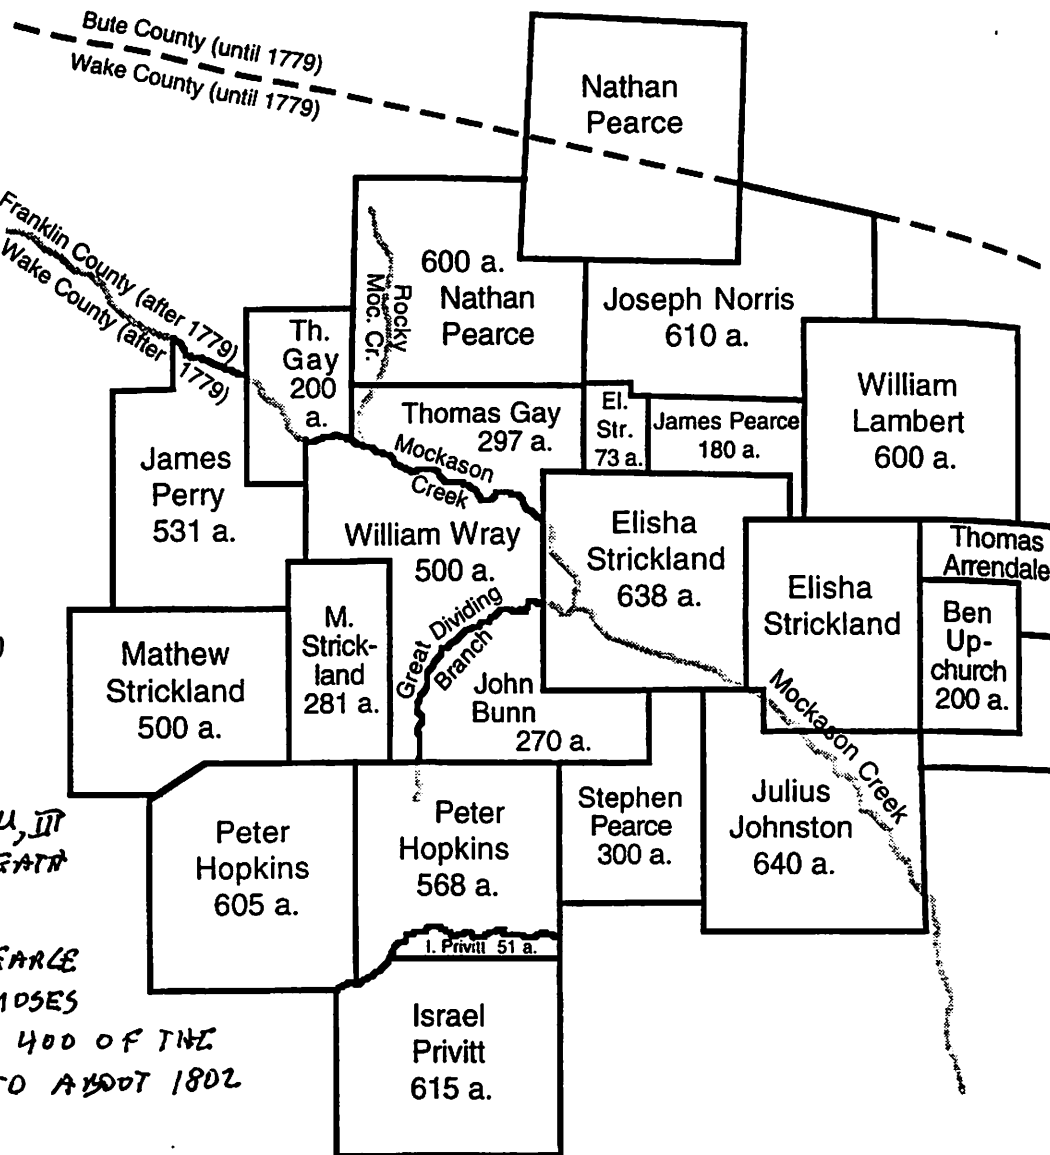 Bute County (until 1779)
Wake County (until 1779)
Nathan
Pearce
Franklin County (after 1779)
Wake County (after 1779)
600 a.
Nathan
Pearce
Rocky
Moc. Cr.
Joseph Norris
610 a.
Th.
Gay
200
a.
Thomas Gay
297 a.
El.
Str.
73 a.
James Pearce
180 a.
William
Lambert
600 a.
James
Perry
531 a.
Mockason
Creek
William Wray
500 a.
Elisha
Strickland
638 a.
Elisha
Strickland
Thomas
Arrendale
Ben
Up-
church
200 a.
Mathew
Strickland
500 a.
M.
Strick-
land
281 a.
Great Dividing
Branch
John
Bunn
270 a.
Mockason Creek
Peter
Hopkins
605 a.
Peter
Hopkins
568 a.
Stephen
Pearce
300 a.
Julius
Johnston
640 a.
I. Privitt 51 a.
Israel
Privitt
615 a.
III
EARLE
MOSES
400 OF THE
TO ABOUT 1802